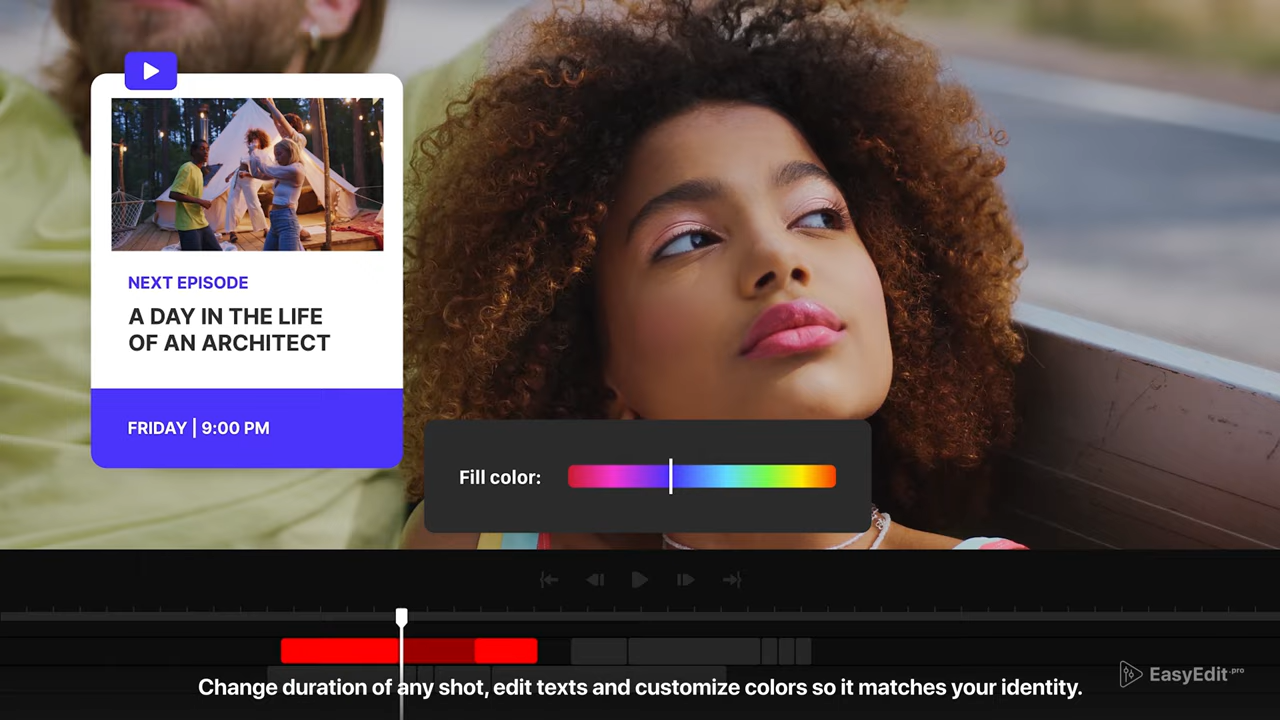 NEXT EPISODE
A DAY IN THE LIFE
OF AN ARCHITECT
FRIDAY | 9:00 PM
Fill color:
Change duration of any shot, edit texts and customize colors so it matches your identity.
EasyEdit.pro